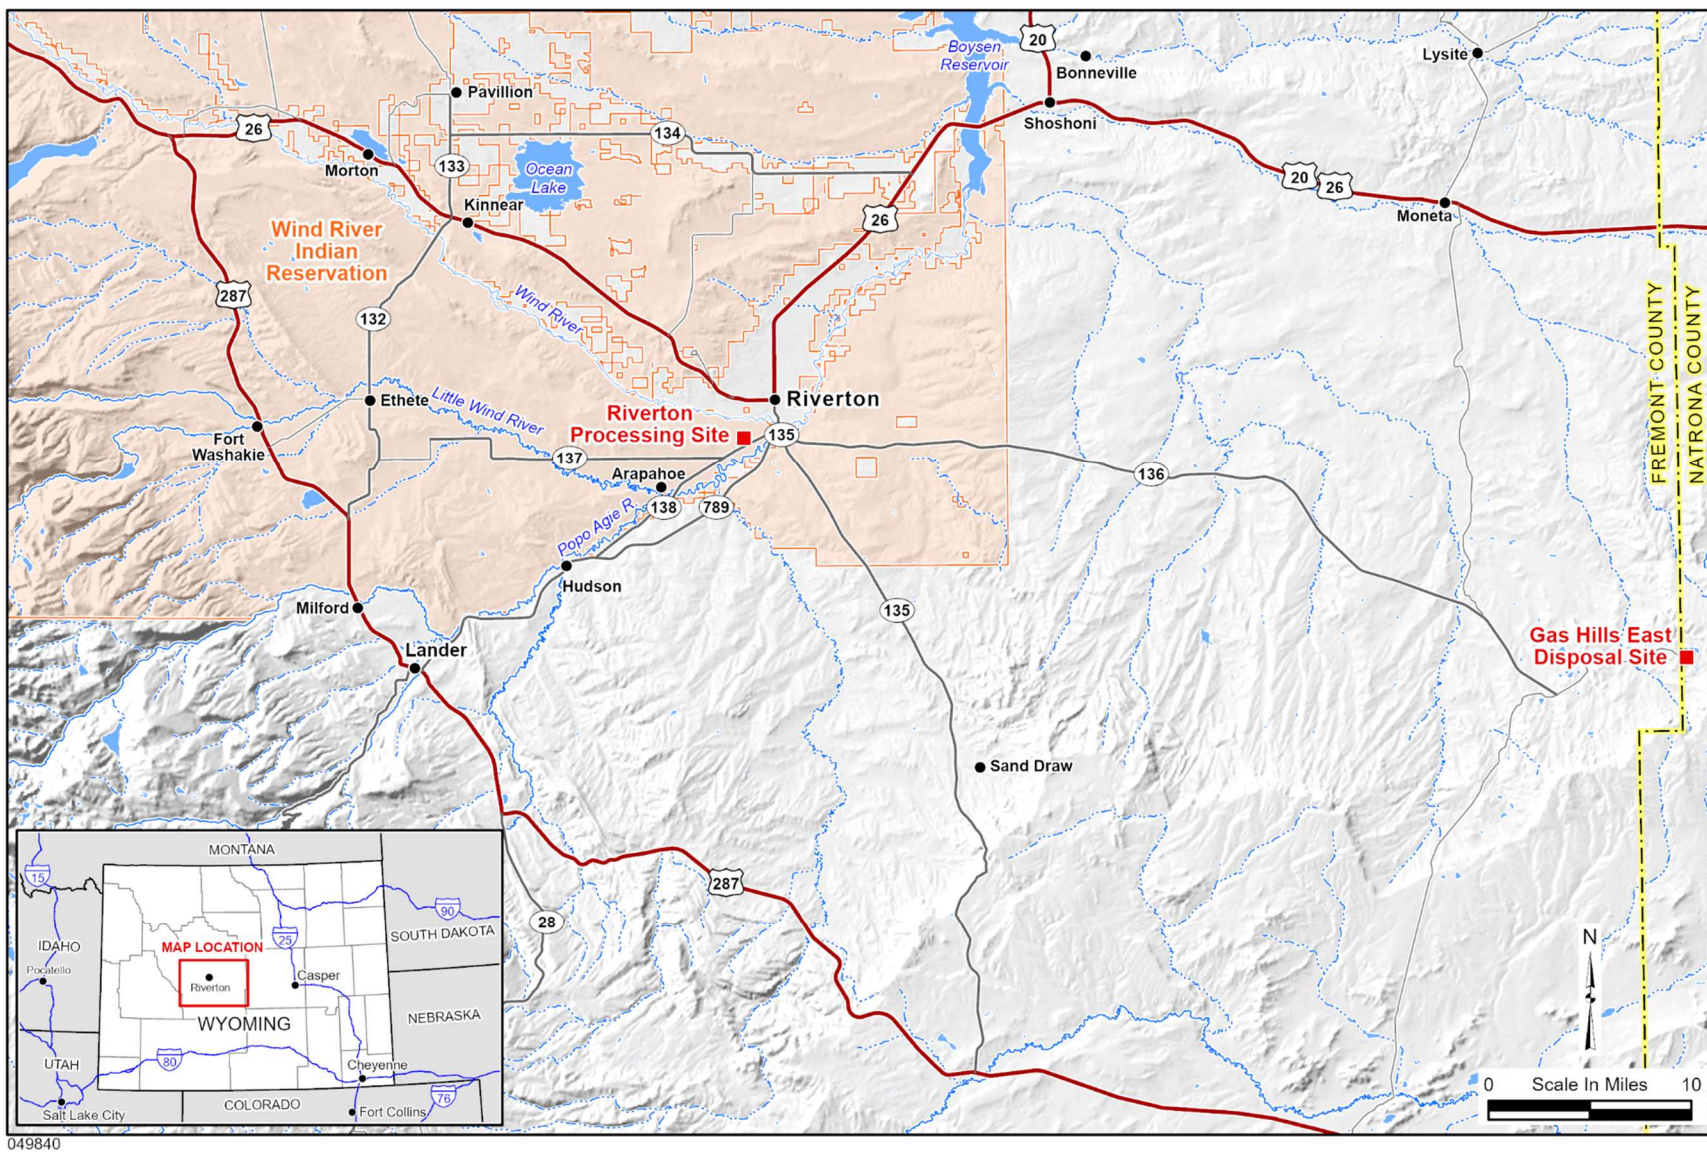 20
Boysen
Reservoir
Bonneville
Lysite
Pavillion
Shoshoni
26
134
133
Morton
Ocean
Lake
20
26
Moneta
Kinnear
26
Wind River
Indian
Reservation
287
132
Wind River
FREMONT COUNTY
NATRONA COUNTY
Ethete
Little Wind River
Riverton
Riverton
Processing Site
135
Fort
Washakie
137
Arapahoe
136
138
789
Popo Agie R.
Hudson
Milford
135
Lander
Gas Hills East
Disposal Site
Sand Draw
287
28
MONTANA
15
90
IDAHO
MAP LOCATION
25
SOUTH DAKOTA
Pocatello
Riverton
Casper
WYOMING
NEBRASKA
UTAH
80
Cheyenne
76
Salt Lake City
COLORADO
Fort Collins
N
0 Scale In Miles 10
049840